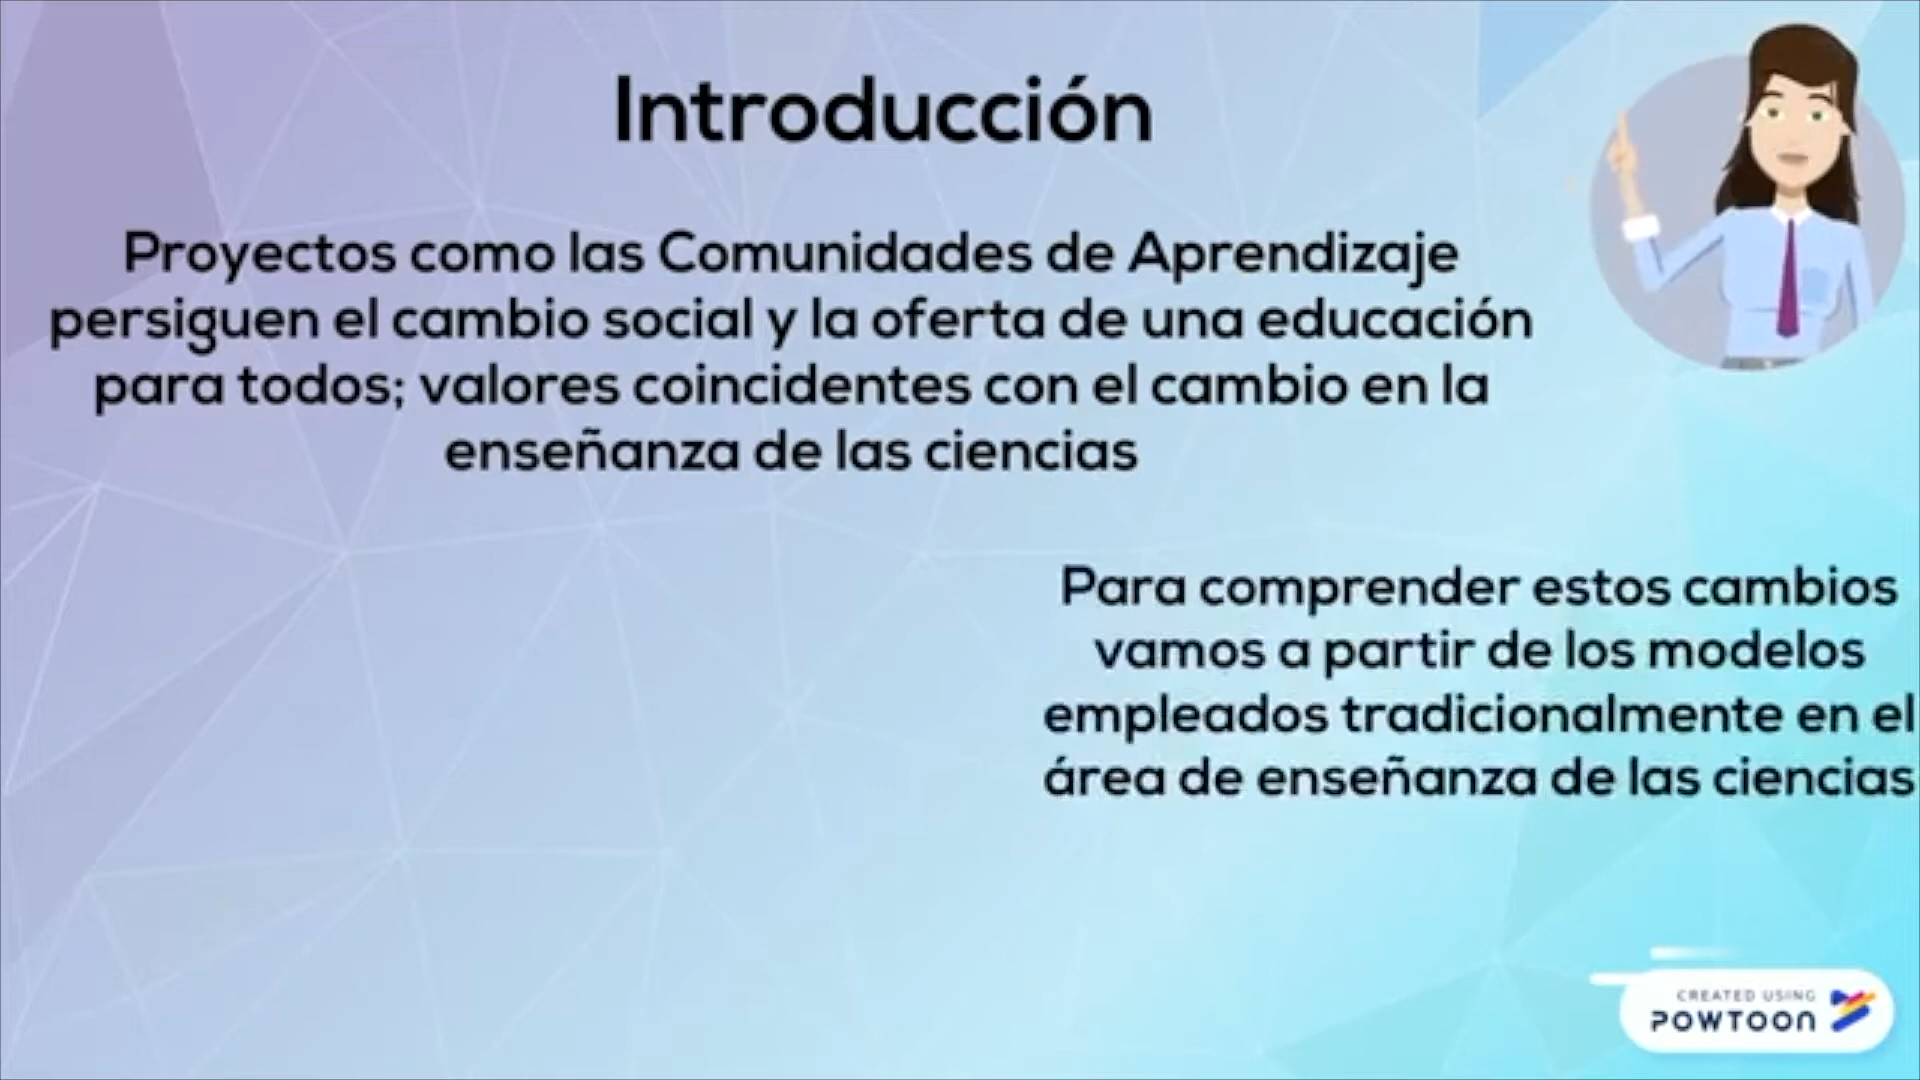 Introducción
Proyectos como las Comunidades de Aprendizaje
persiguen el cambio social y la oferta de una educación
para todos; valores coincidentes con el cambio en la
enseñanza de las ciencias
Para comprender estos cambios
vamos a partir de los modelos
empleados tradicionalmente en el
área de enseñanza de las ciencias
CREATED USING
POWTOON